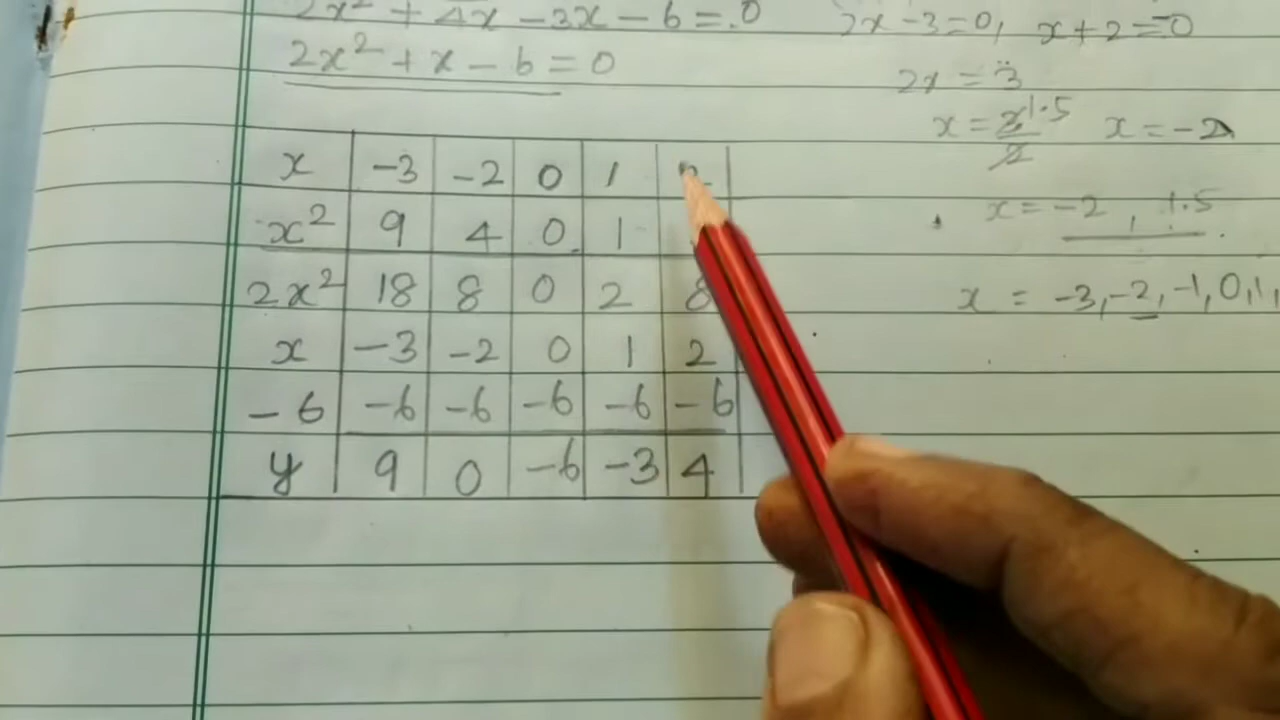 2x² + 4x - 3x - 6 = 0
2x² + x - 6 = 0
2x - 3 = 0, x + 2 = 0
2x = 3
x = 3/2 1.5 x = -2
x = -2, 1.5
x = -3, -2, -1, 0, 1,
x -3 -2 0 1
x² 9 4 0 1
2x² 18 8 0 2 8
x -3 -2 0 1 2
-6 -6 -6 -6 -6 -6
y 9 0 -6 -3 4